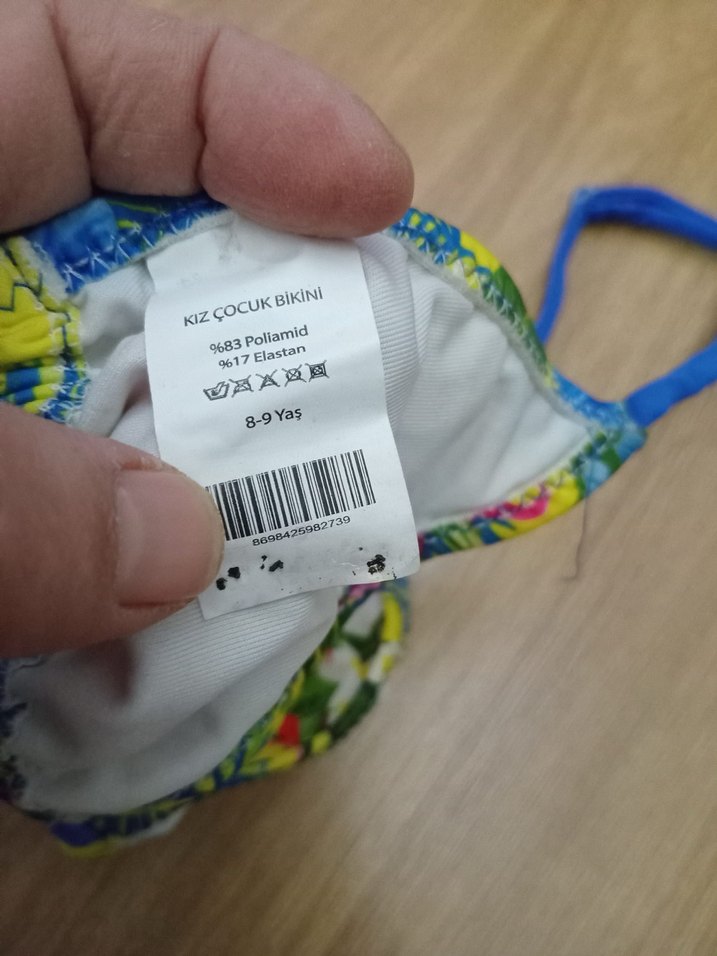 KIZ ÇOCUK BİKİNİ
%83 Poliamid
%17 Elastan
8-9 Yaş
8698425982739